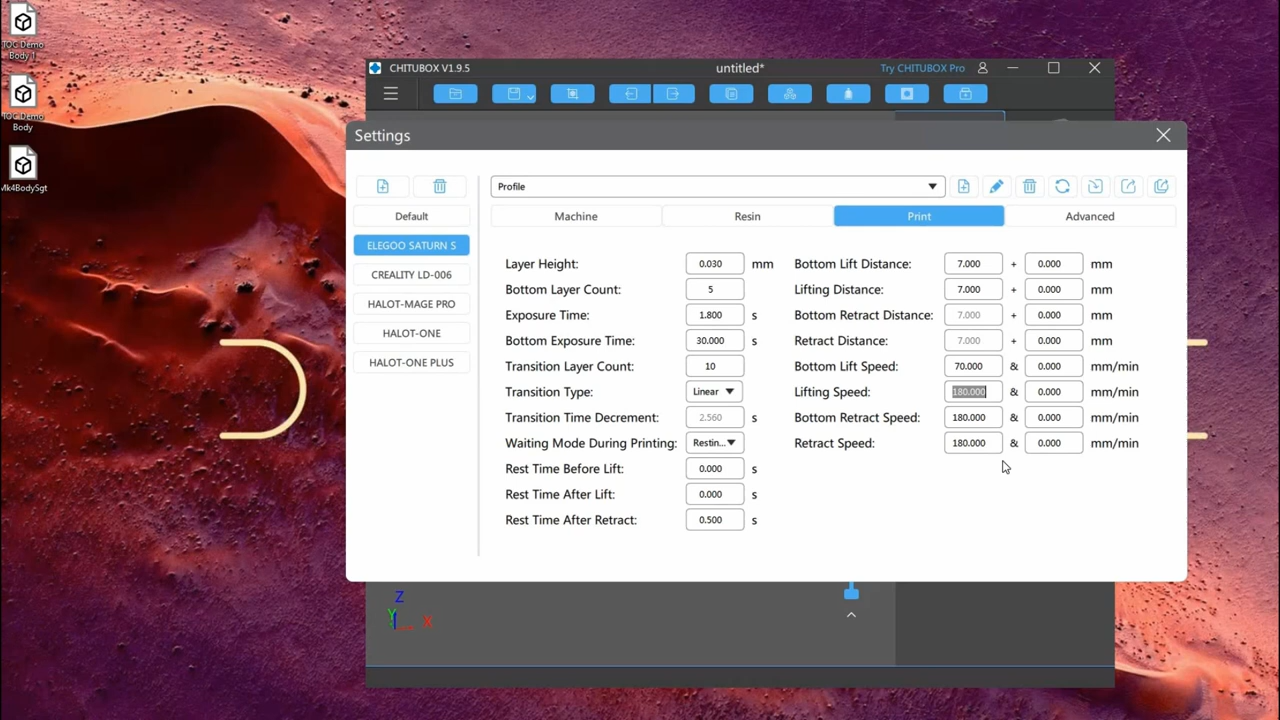 TOC Demo
Body 1
TOC Demo
Body
Mk4BodySgt
CHITUBOX V1.9.5
untitled*
Try CHITUBOX Pro
Settings
Profile
Default
ELEGOO SATURN S
CREALITY LD-006
HALOT-MAGE PRO
HALOT-ONE
HALOT-ONE PLUS
Machine
Resin
Print
Advanced
Layer Height: 0.030 mm
Bottom Layer Count: 5
Exposure Time: 1.800 s
Bottom Exposure Time: 30.000 s
Transition Layer Count: 10
Transition Type: Linear
Transition Time Decrement: 2.560 s
Waiting Mode During Printing: Restin...
Rest Time Before Lift: 0.000 s
Rest Time After Lift: 0.000 s
Rest Time After Retract: 0.500 s
Bottom Lift Distance: 7.000 + 0.000 mm
Lifting Distance: 7.000 + 0.000 mm
Bottom Retract Distance: 7.000 + 0.000 mm
Retract Distance: 7.000 + 0.000 mm
Bottom Lift Speed: 70.000 & 0.000 mm/min
Lifting Speed: 180.000 & 0.000 mm/min
Bottom Retract Speed: 180.000 & 0.000 mm/min
Retract Speed: 180.000 & 0.000 mm/min
Z
Y
X